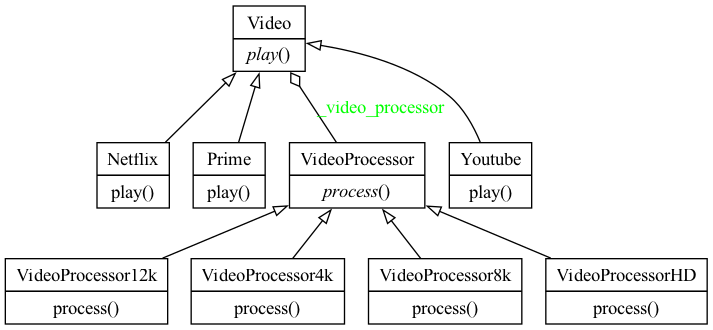 Video
play()
_video_processor
Netflix
play()
Prime
play()
VideoProcessor
process()
Youtube
play()
VideoProcessor12k
process()
VideoProcessor4k
process()
VideoProcessor8k
process()
VideoProcessorHD
process()